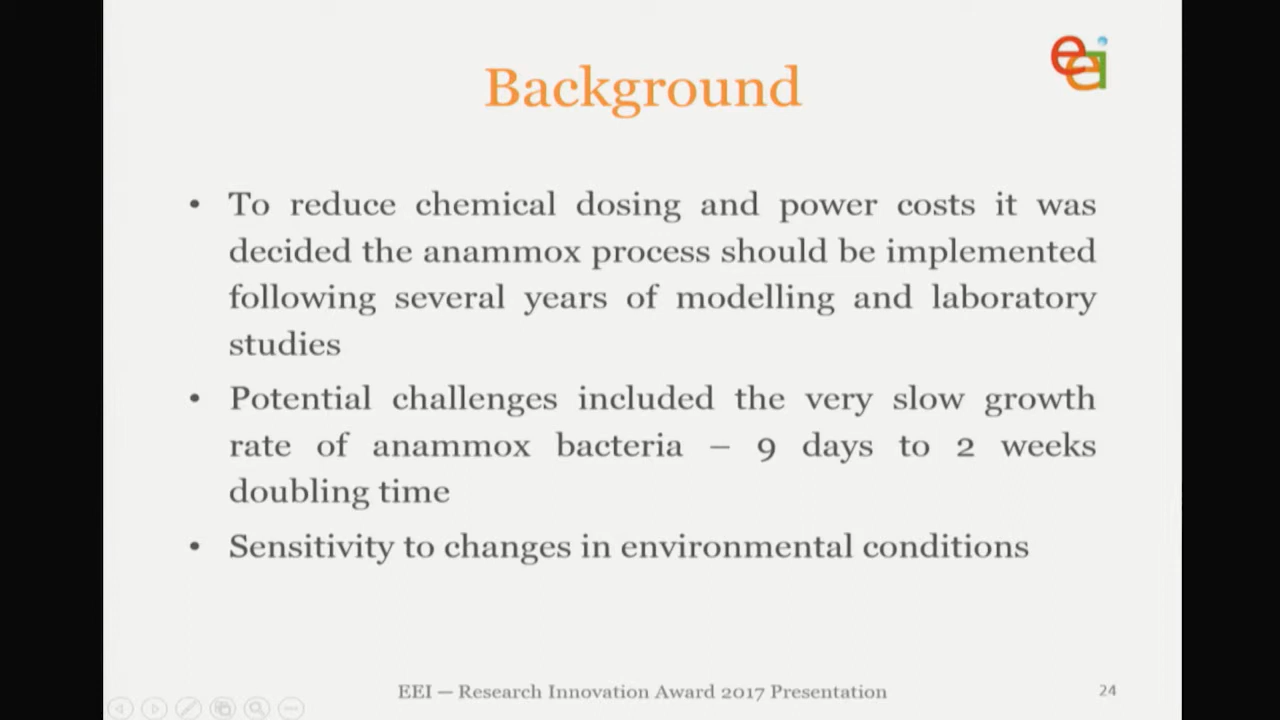 eei
Background
• To reduce chemical dosing and power costs it was
decided the anammox process should be implemented
following several years of modelling and laboratory
studies
• Potential challenges included the very slow growth
rate of anammox bacteria – 9 days to 2 weeks
doubling time
• Sensitivity to changes in environmental conditions
EEI — Research Innovation Award 2017 Presentation
24